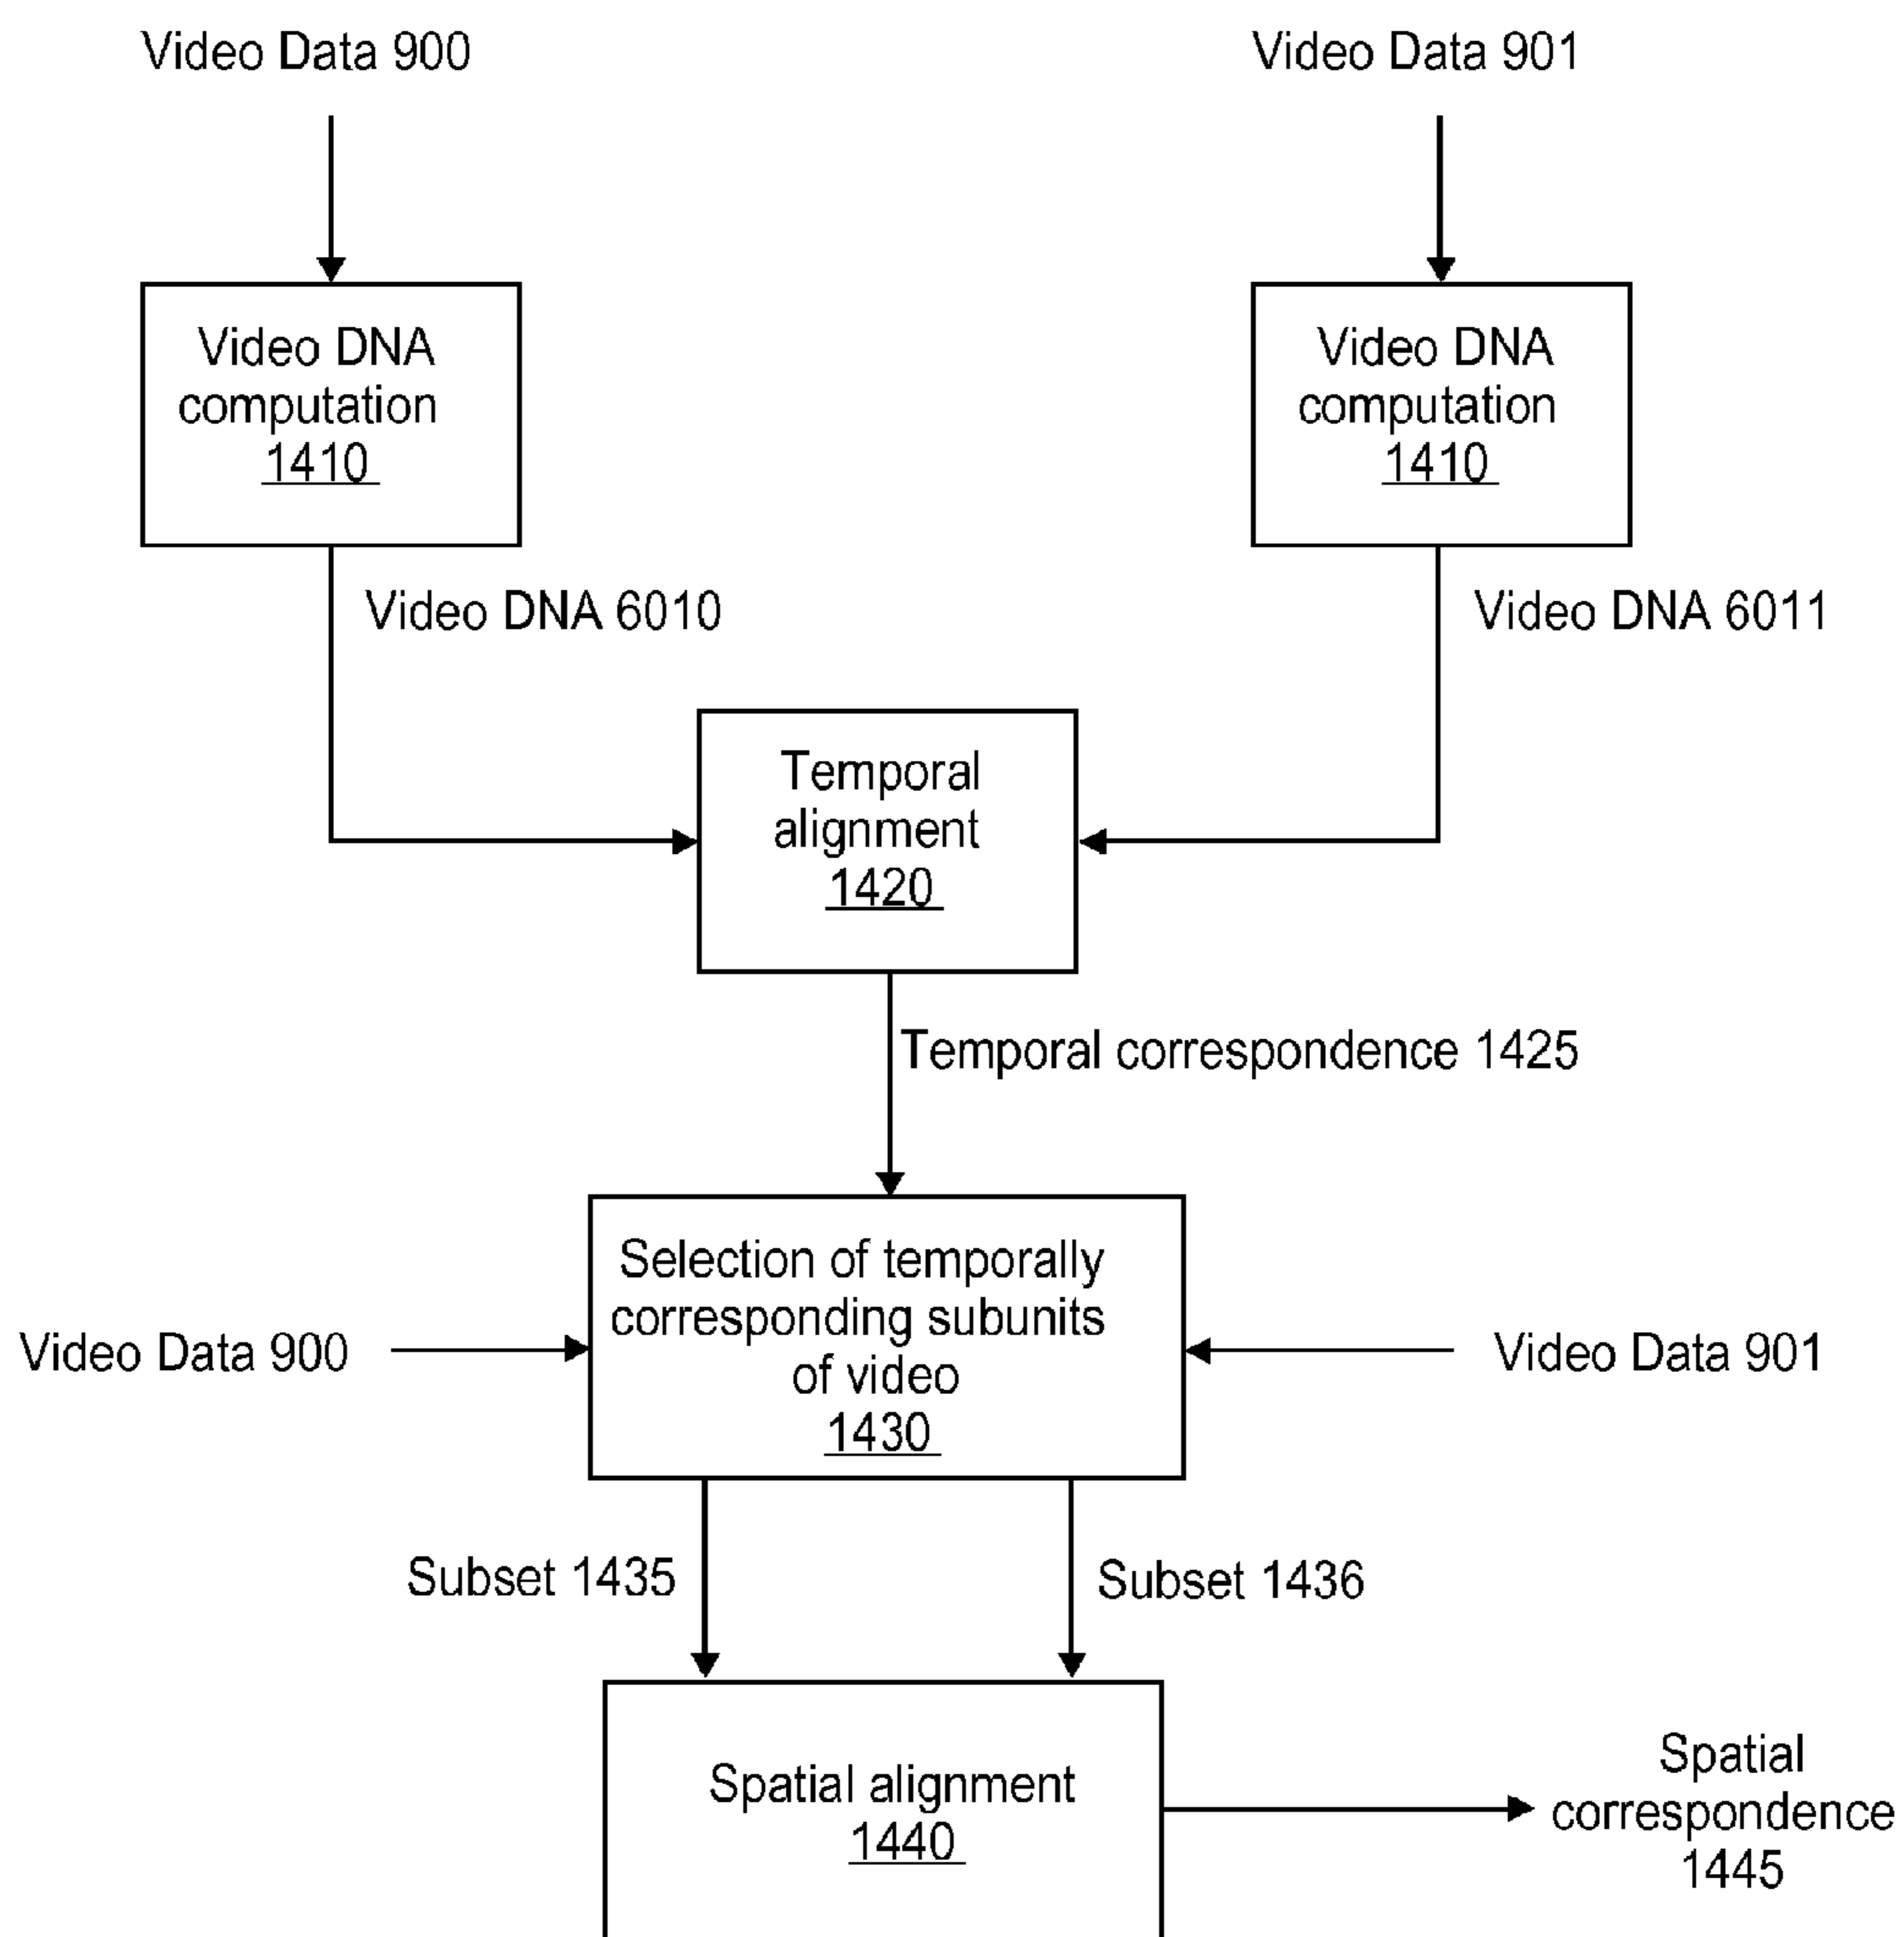 Video Data 900
Video Data 901
Video DNA
computation
1410
Video DNA
computation
1410
Video DNA 6010
Video DNA 6011
Temporal
alignment
1420
Temporal correspondence 1425
Selection of temporally
corresponding subunits
of video
1430
Video Data 900
Video Data 901
Subset 1435
Subset 1436
Spatial alignment
1440
Spatial
correspondence
1445